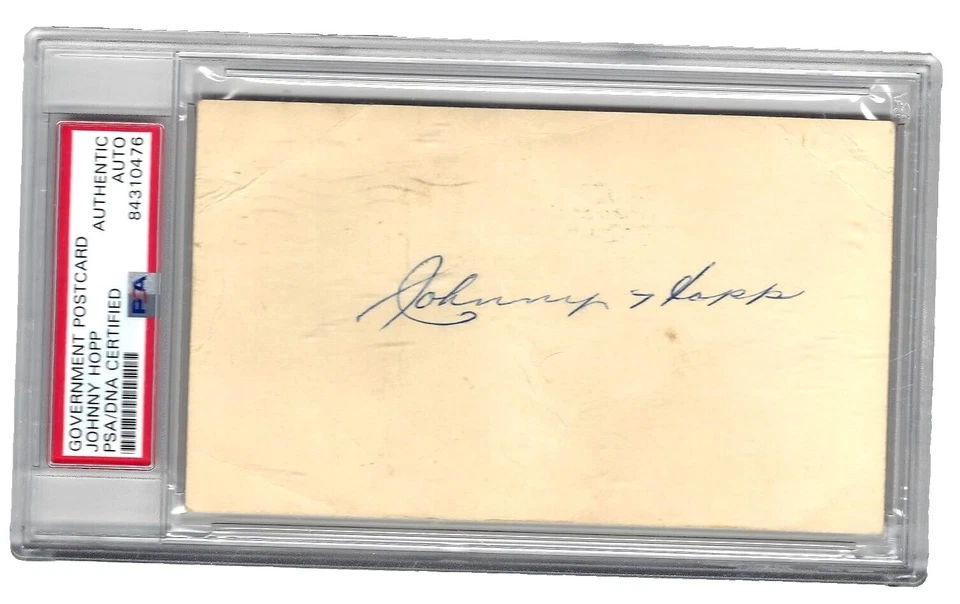 GOVERNMENT POSTCARD
JOHNNY HOPP AUTHENTIC
PSA/DNA CERTIFIED AUTO
84310476
PSA
Johnny Hopp